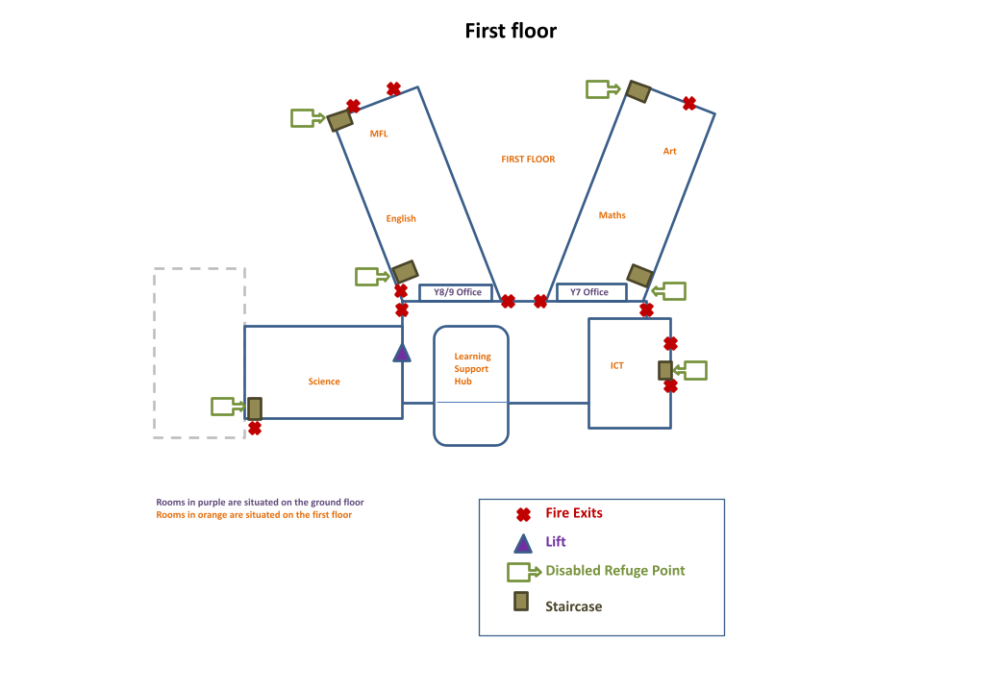 First floor
MFL
Art
FIRST FLOOR
English
Maths
Y8/9 Office
Y7 Office
Learning
Support
Hub
ICT
Science
Rooms in purple are situated on the ground floor
Rooms in orange are situated on the first floor
Fire Exits
Lift
Disabled Refuge Point
Staircase